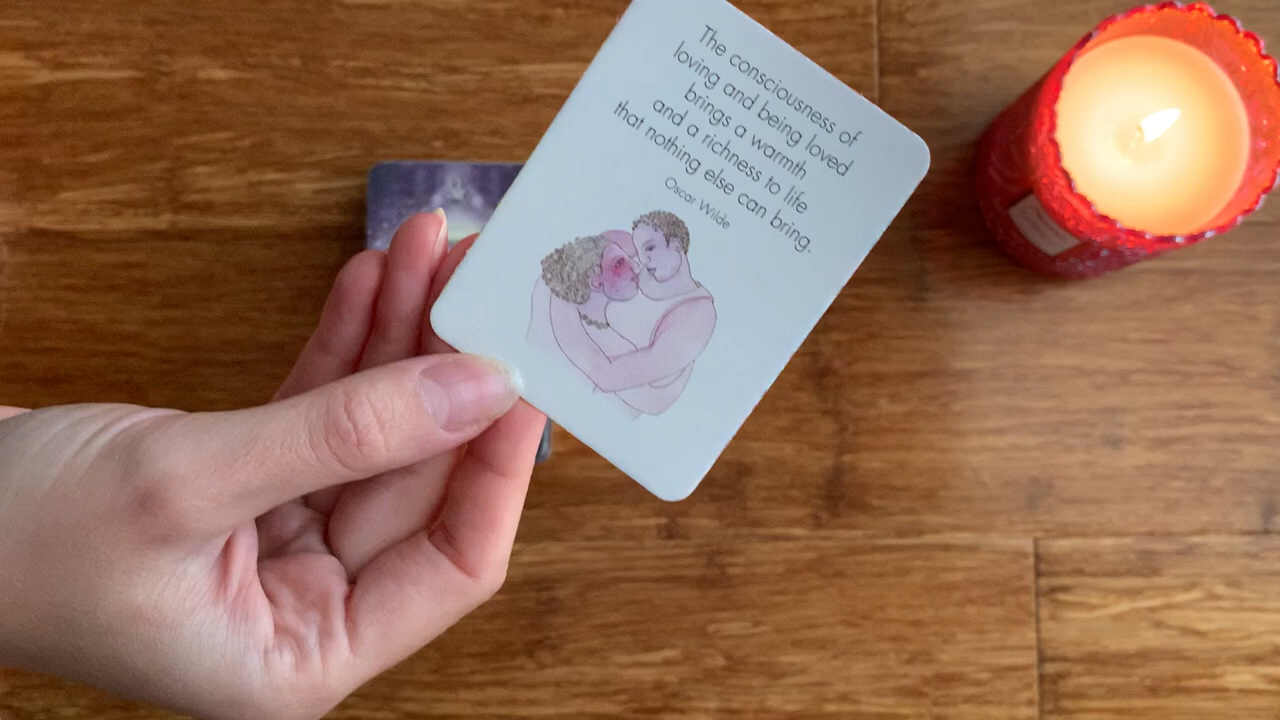 The consciousness of
loving and being loved
brings a warmth
and a richness to life
that nothing else can bring.
Oscar Wilde